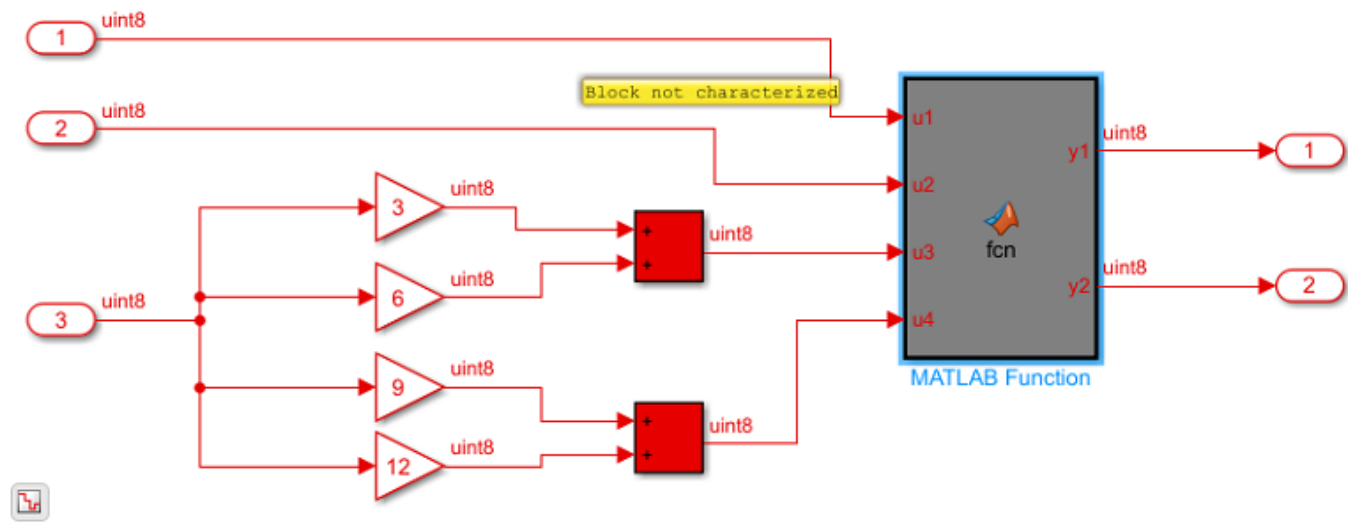 1
uint8
Block not characterized
2
uint8
u1
y1
uint8
1
u2
3
uint8
+
+
uint8
u3
fcn
6
uint8
3
uint8
u4
y2
uint8
2
MATLAB Function
9
uint8
+
+
uint8
12
uint8